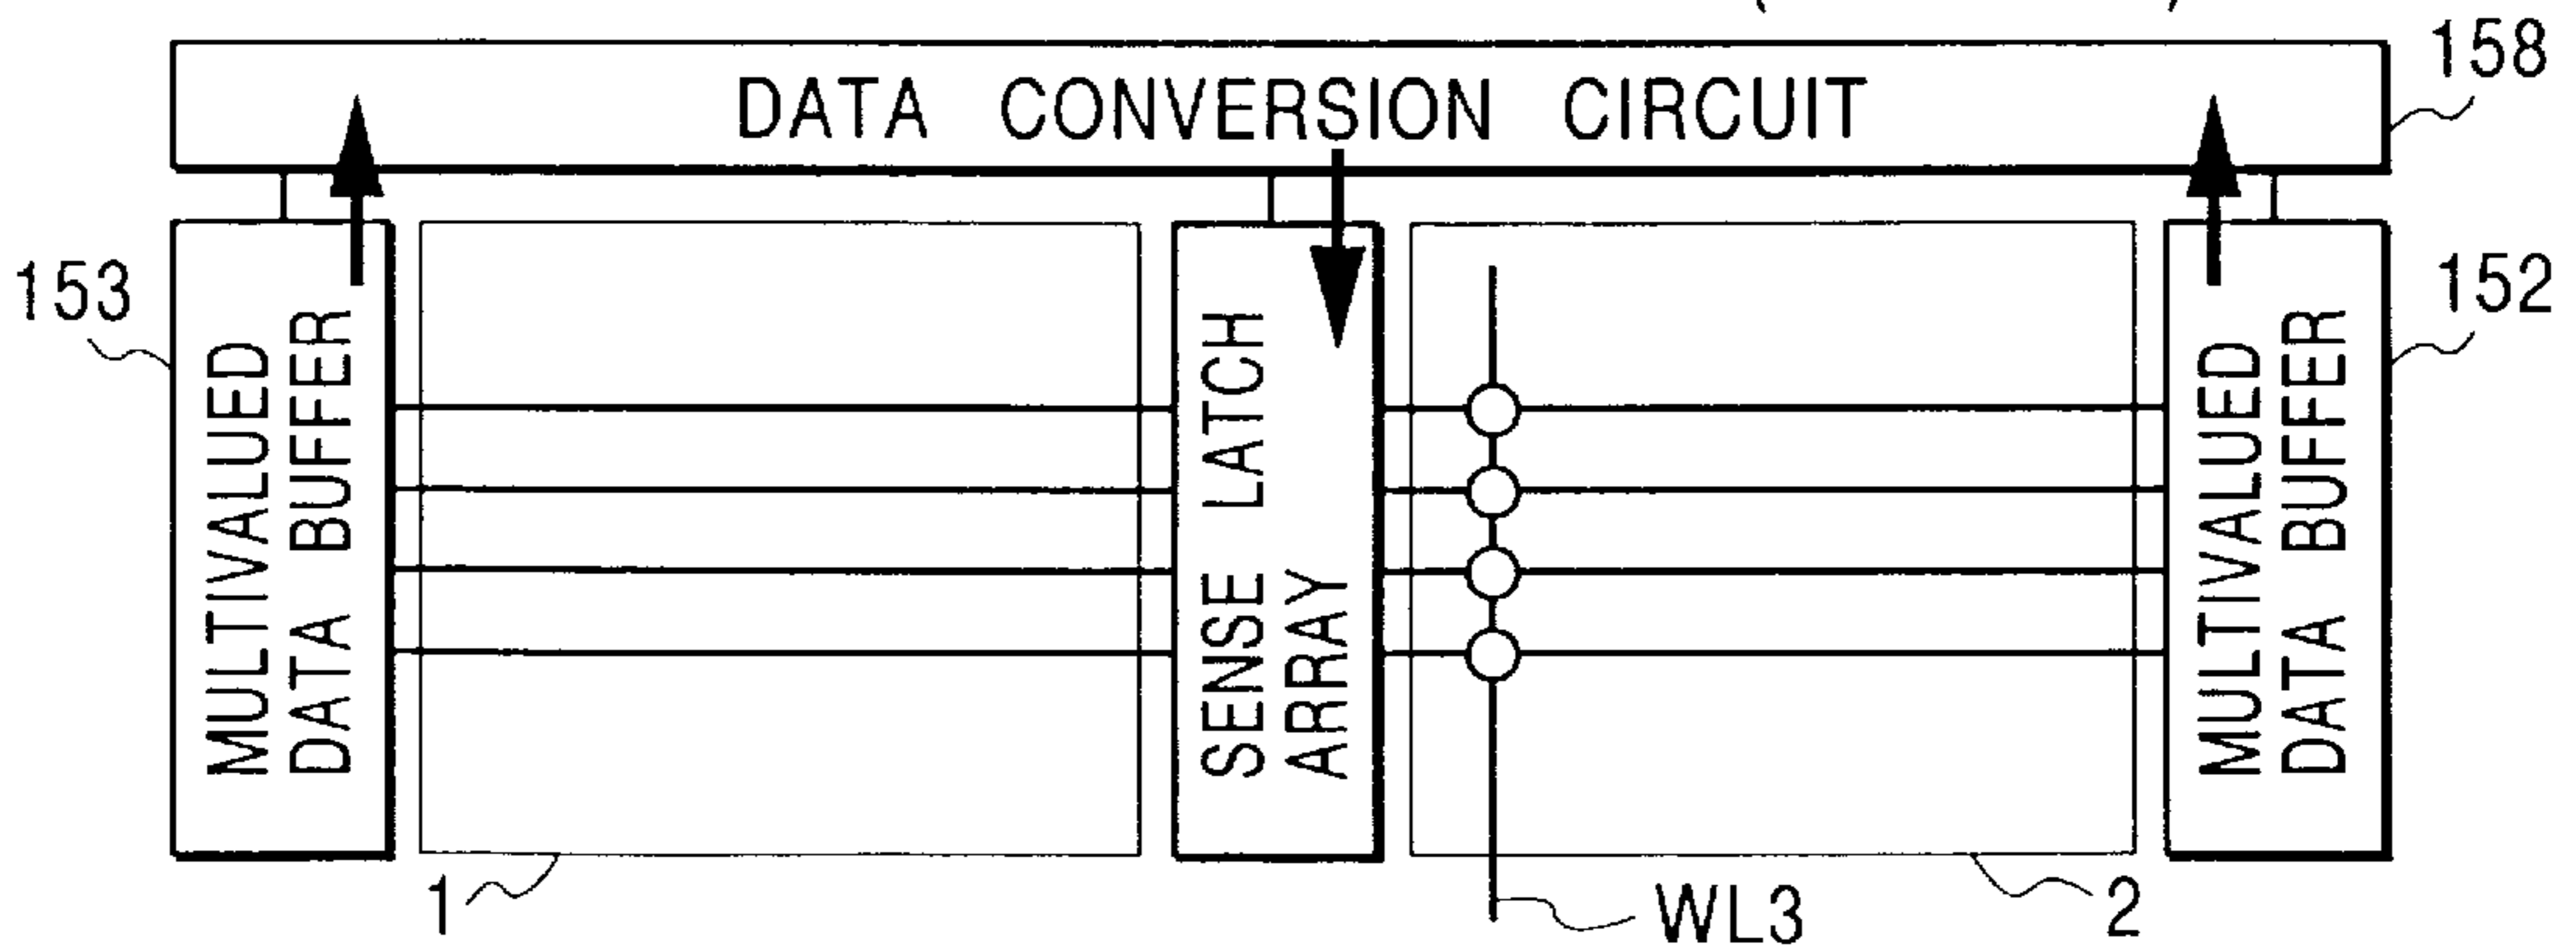 DATA CONVERSION CIRCUIT
158
153
152
MULTIVALUED
DATA BUFFER
SENSE LATCH
ARRAY
MULTIVALUED
DATA BUFFER
1
WL3
2